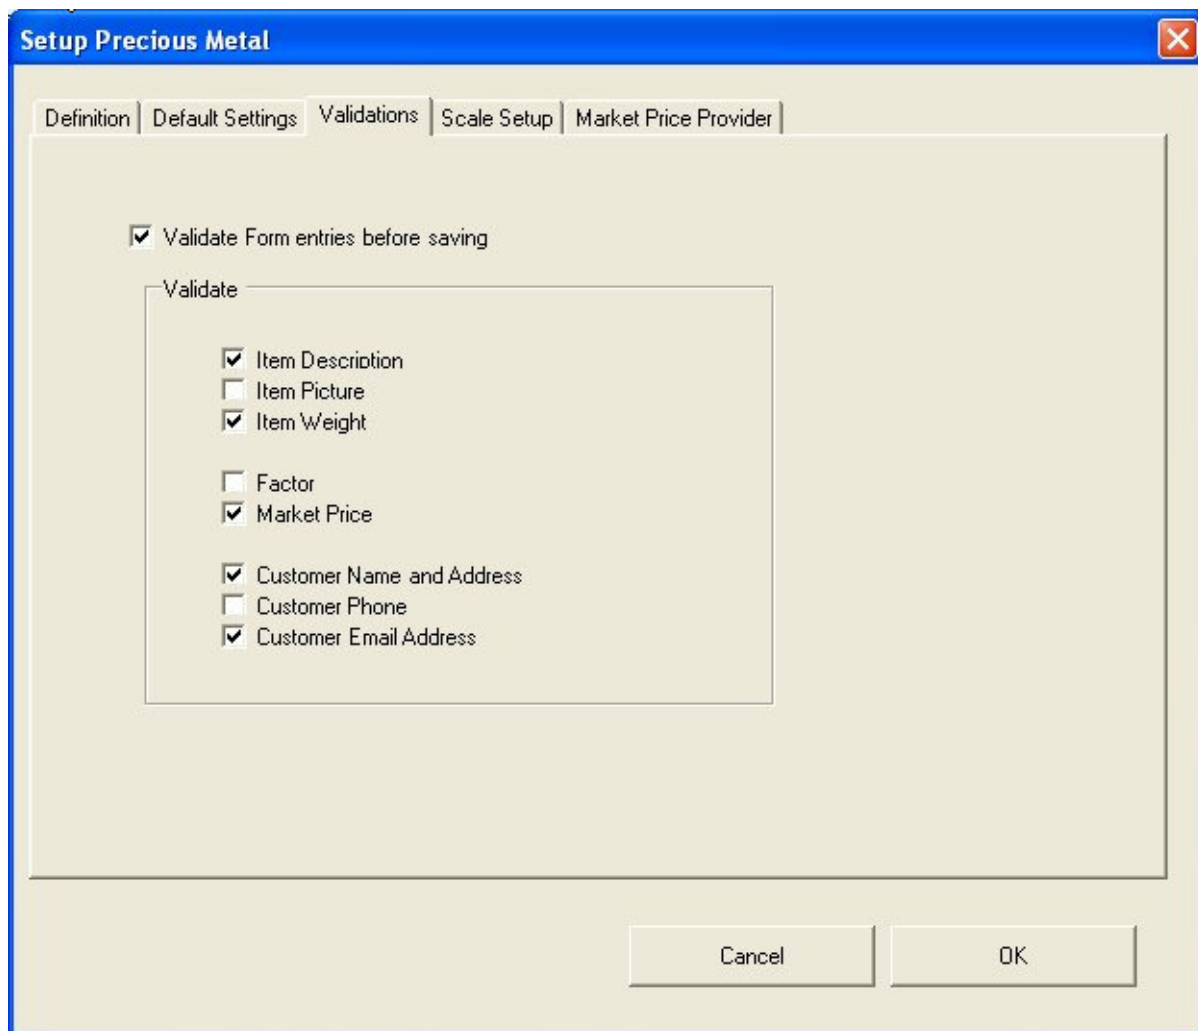 Setup Precious Metal
Definition Default Settings Validations Scale Setup Market Price Provider
Validate Form entries before saving
Validate
Item Description
Item Picture
Item Weight
Factor
Market Price
Customer Name and Address
Customer Phone
Customer Email Address
Cancel OK